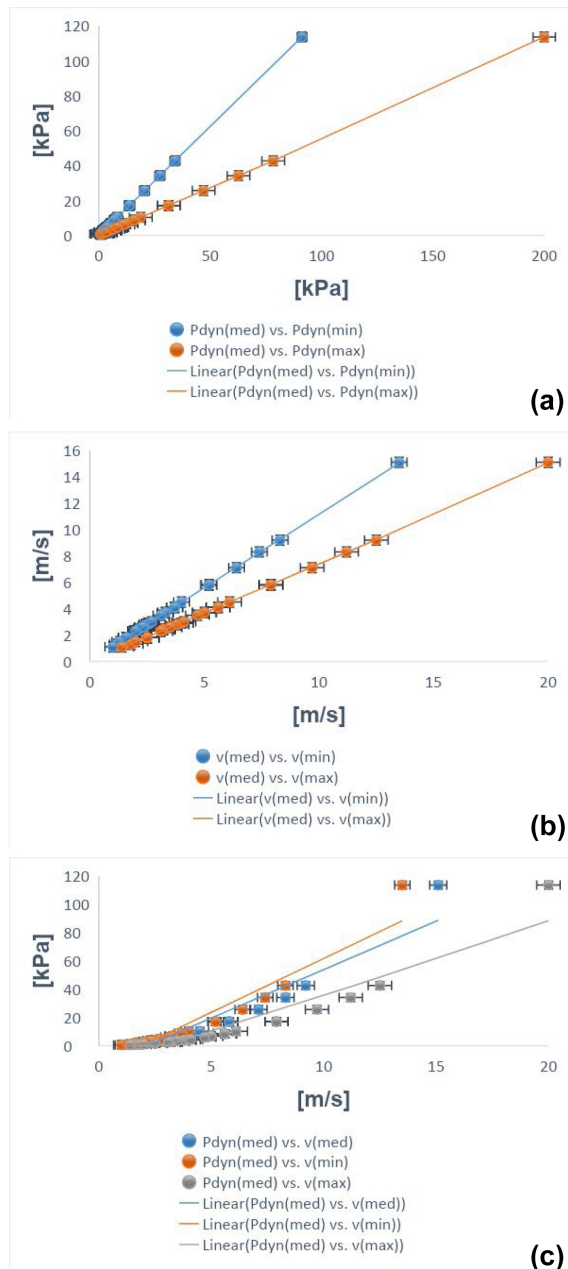 120
100
80
60
40
20
0
[kPa]
0 50 100 150 200
[kPa]
Pdyn(med) vs. Pdyn(min)
Pdyn(med) vs. Pdyn(max)
Linear(Pdyn(med) vs. Pdyn(min))
Linear(Pdyn(med) vs. Pdyn(max))
(a)
16
14
12
10
8
6
4
2
0
[m/s]
0 5 10 15 20
[m/s]
v(med) vs. v(min)
v(med) vs. v(max)
Linear(v(med) vs. v(min))
Linear(v(med) vs. v(max))
(b)
120
100
80
60
40
20
0
[kPa]
0 5 10 15 20
[m/s]
Pdyn(med) vs. v(med)
Pdyn(med) vs. v(min)
Pdyn(med) vs. v(max)
Linear(Pdyn(med) vs. v(med))
Linear(Pdyn(med) vs. v(min))
Linear(Pdyn(med) vs. v(max))
(c)